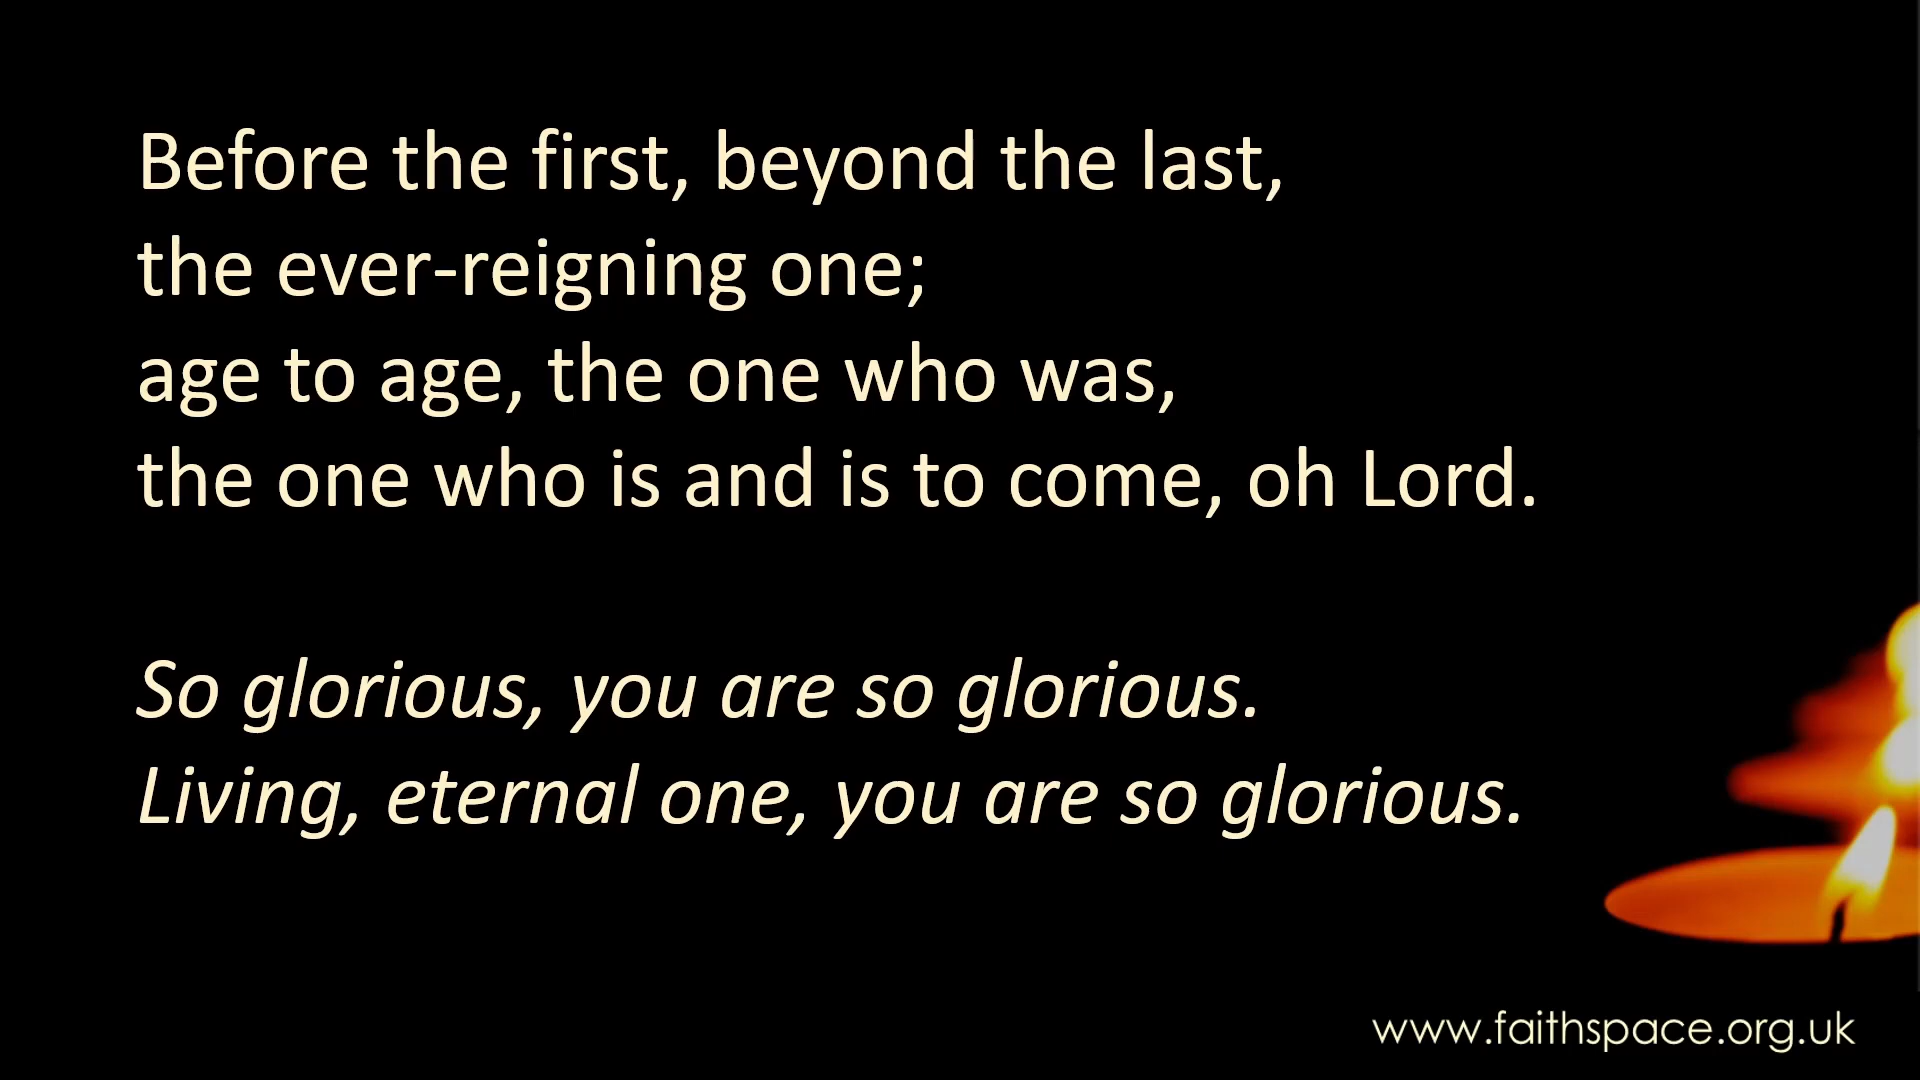 Before the first, beyond the last,
the ever-reigning one;
age to age, the one who was,
the one who is and is to come, oh Lord.
So glorious, you are so glorious.
Living, eternal one, you are so glorious.
www.faithspace.org.uk